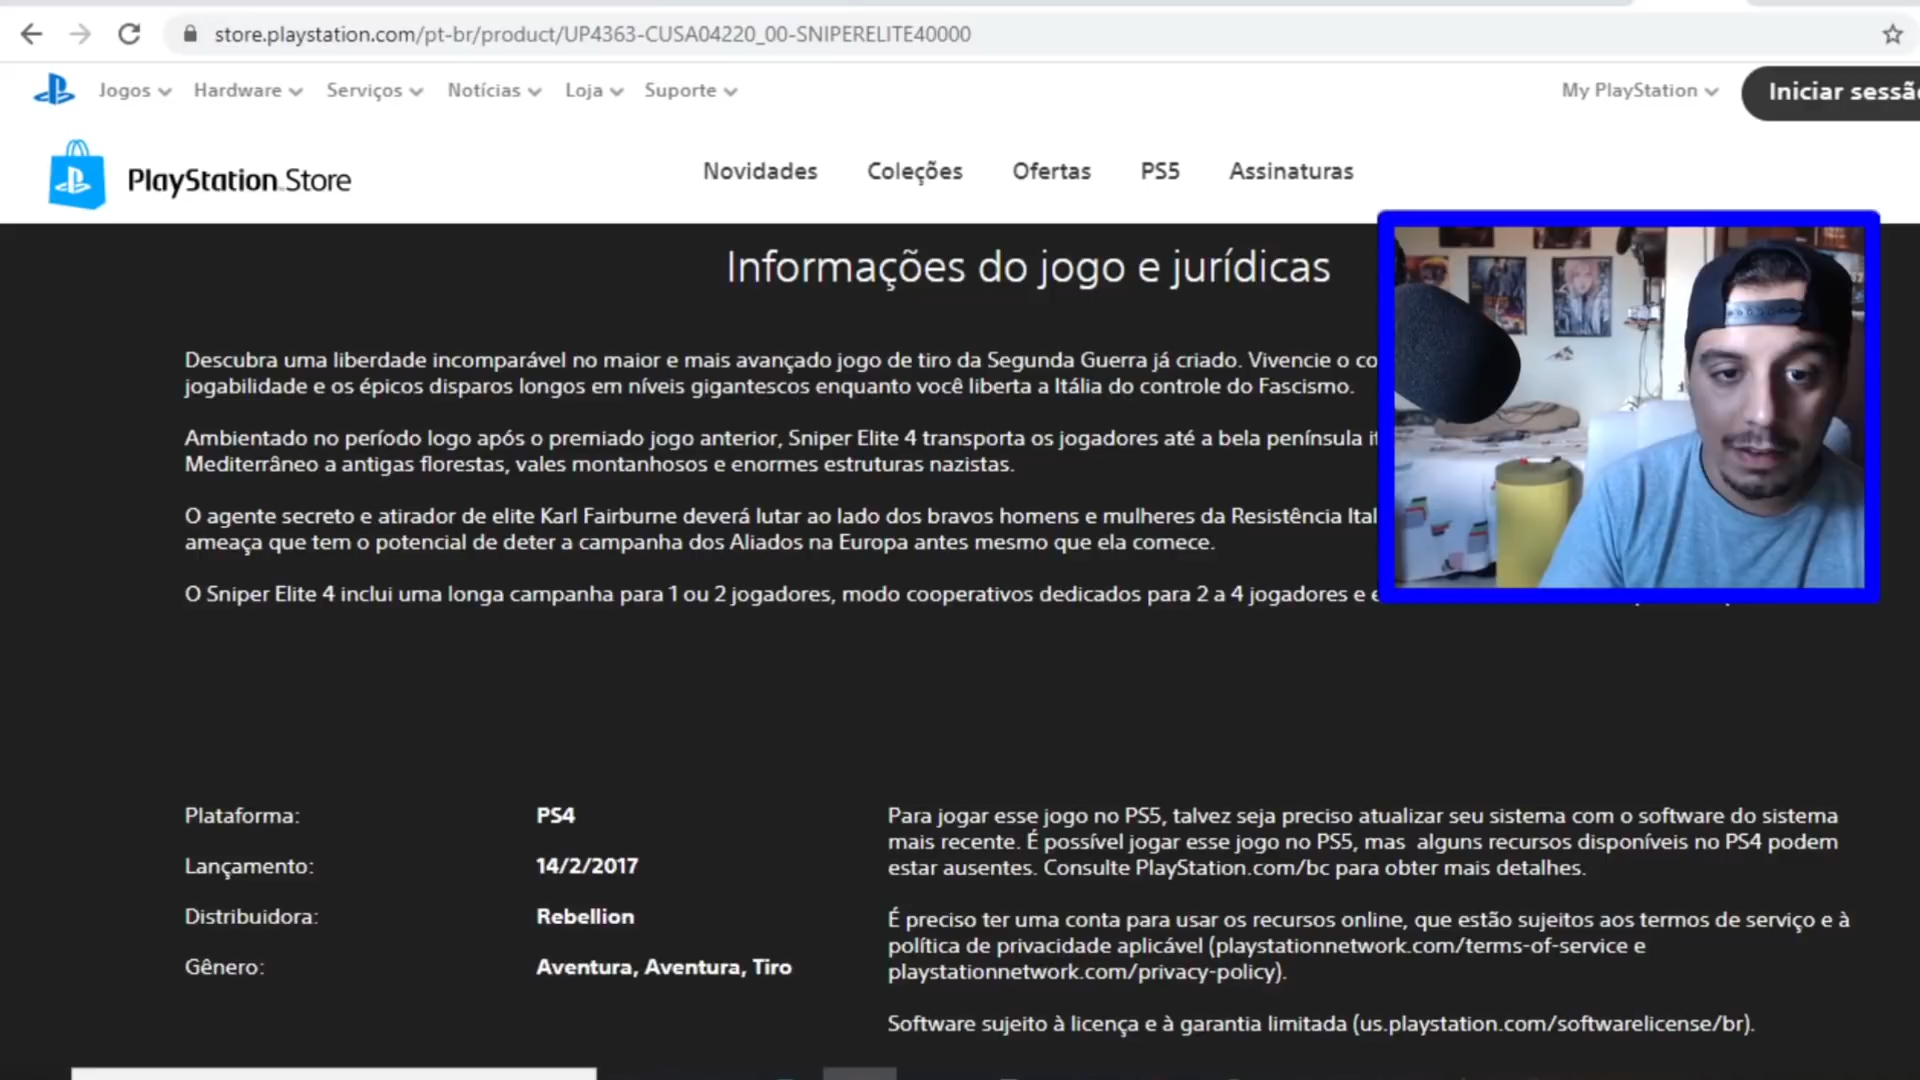 store.playstation.com/pt-br/product/UP4363-CUSA04220_00-SNIPERELITE40000
Jogos Hardware Serviços Notícias Loja Suporte My PlayStation Iniciar sessã
PlayStation Store Novidades Coleções Ofertas PS5 Assinaturas
Informações do jogo e jurídicas
Descubra uma liberdade incomparável no maior e mais avançado jogo de tiro da Segunda Guerra já criado. Vivencie o co
jogabilidade e os épicos disparos longos em níveis gigantescos enquanto você liberta a Itália do controle do Fascismo.
Ambientado no período logo após o premiado jogo anterior, Sniper Elite 4 transporta os jogadores até a bela península it
Mediterrâneo a antigas florestas, vales montanhosos e enormes estruturas nazistas.
O agente secreto e atirador de elite Karl Fairburne deverá lutar ao lado dos bravos homens e mulheres da Resistência Ital
ameaça que tem o potencial de deter a campanha dos Aliados na Europa antes mesmo que ela comece.
O Sniper Elite 4 inclui uma longa campanha para 1 ou 2 jogadores, modo cooperativos dedicados para 2 a 4 jogadores e e
Plataforma: PS4
Lançamento: 14/2/2017
Distribuidora: Rebellion
Gênero: Aventura, Aventura, Tiro
Para jogar esse jogo no PS5, talvez seja preciso atualizar seu sistema com o software do sistema
mais recente. É possível jogar esse jogo no PS5, mas alguns recursos disponíveis no PS4 podem
estar ausentes. Consulte PlayStation.com/bc para obter mais detalhes.
É preciso ter uma conta para usar os recursos online, que estão sujeitos aos termos de serviço e à
política de privacidade aplicável (playstationnetwork.com/terms-of-service e
playstationnetwork.com/privacy-policy).
Software sujeito à licença e à garantia limitada (us.playstation.com/softwarelicense/br).